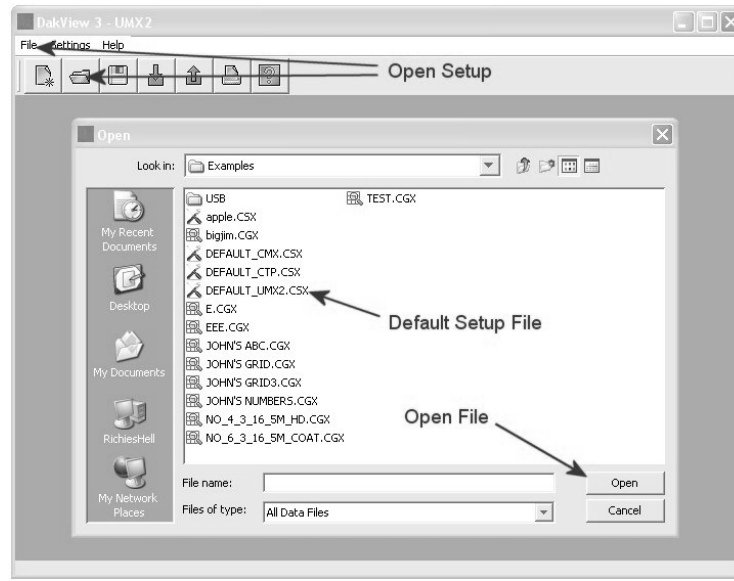 DakView 3 - UMX2
File Settings Help
Open Setup
Open
Look in: Examples
USB
apple.CSX
bigjim.CGX
DEFAULT_CMX.CSX
DEFAULT_CTP.CSX
DEFAULT_UMX2.CSX
E.CGX
EEE.CGX
JOHN'S ABC.CGX
JOHN'S GRID.CGX
JOHN'S GRID3.CGX
JOHN'S NUMBERS.CGX
NO_4_3_16_5M_HD.CGX
NO_6_3_16_5M_COAT.CGX
TEST.CGX
My Recent
Documents
Desktop
My Documents
RichiesHell
My Network
Places
Default Setup File
Open File
File name:
Open
Files of type: All Data Files
Cancel